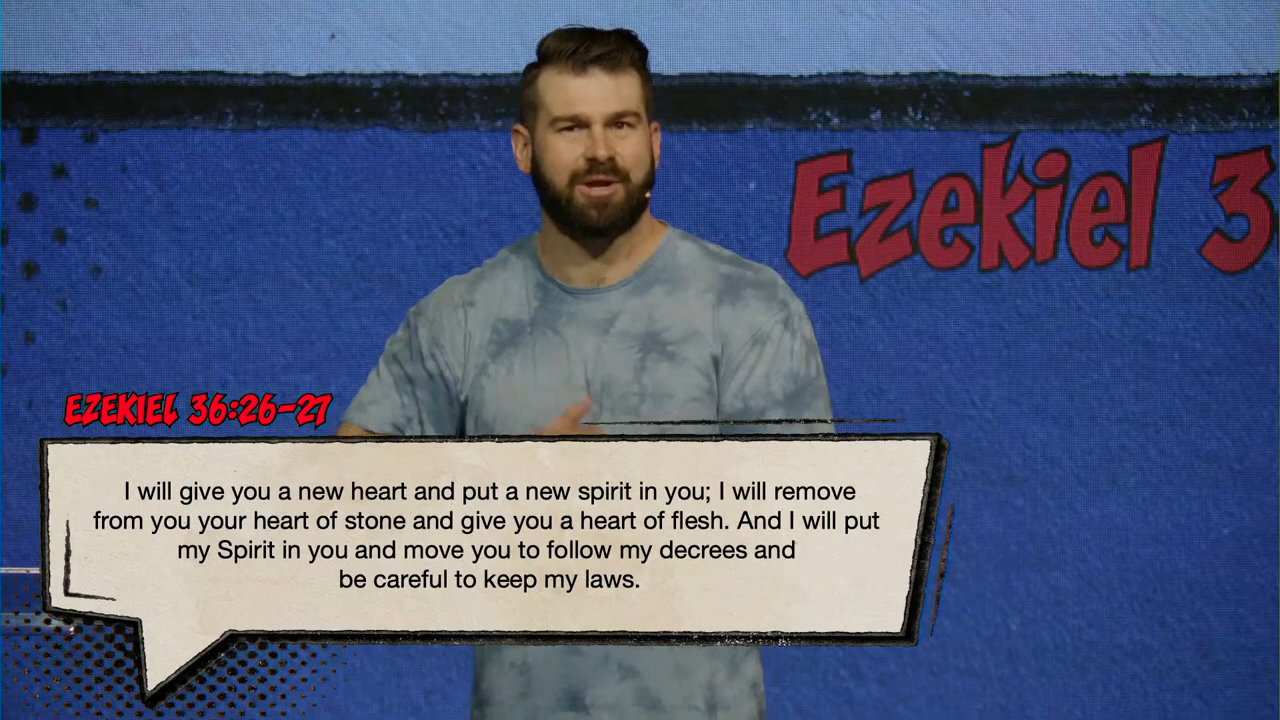 Ezekiel 3
EZEKIEL 36:26-27
I will give you a new heart and put a new spirit in you; I will remove
from you your heart of stone and give you a heart of flesh. And I will put
my Spirit in you and move you to follow my decrees and
be careful to keep my laws.